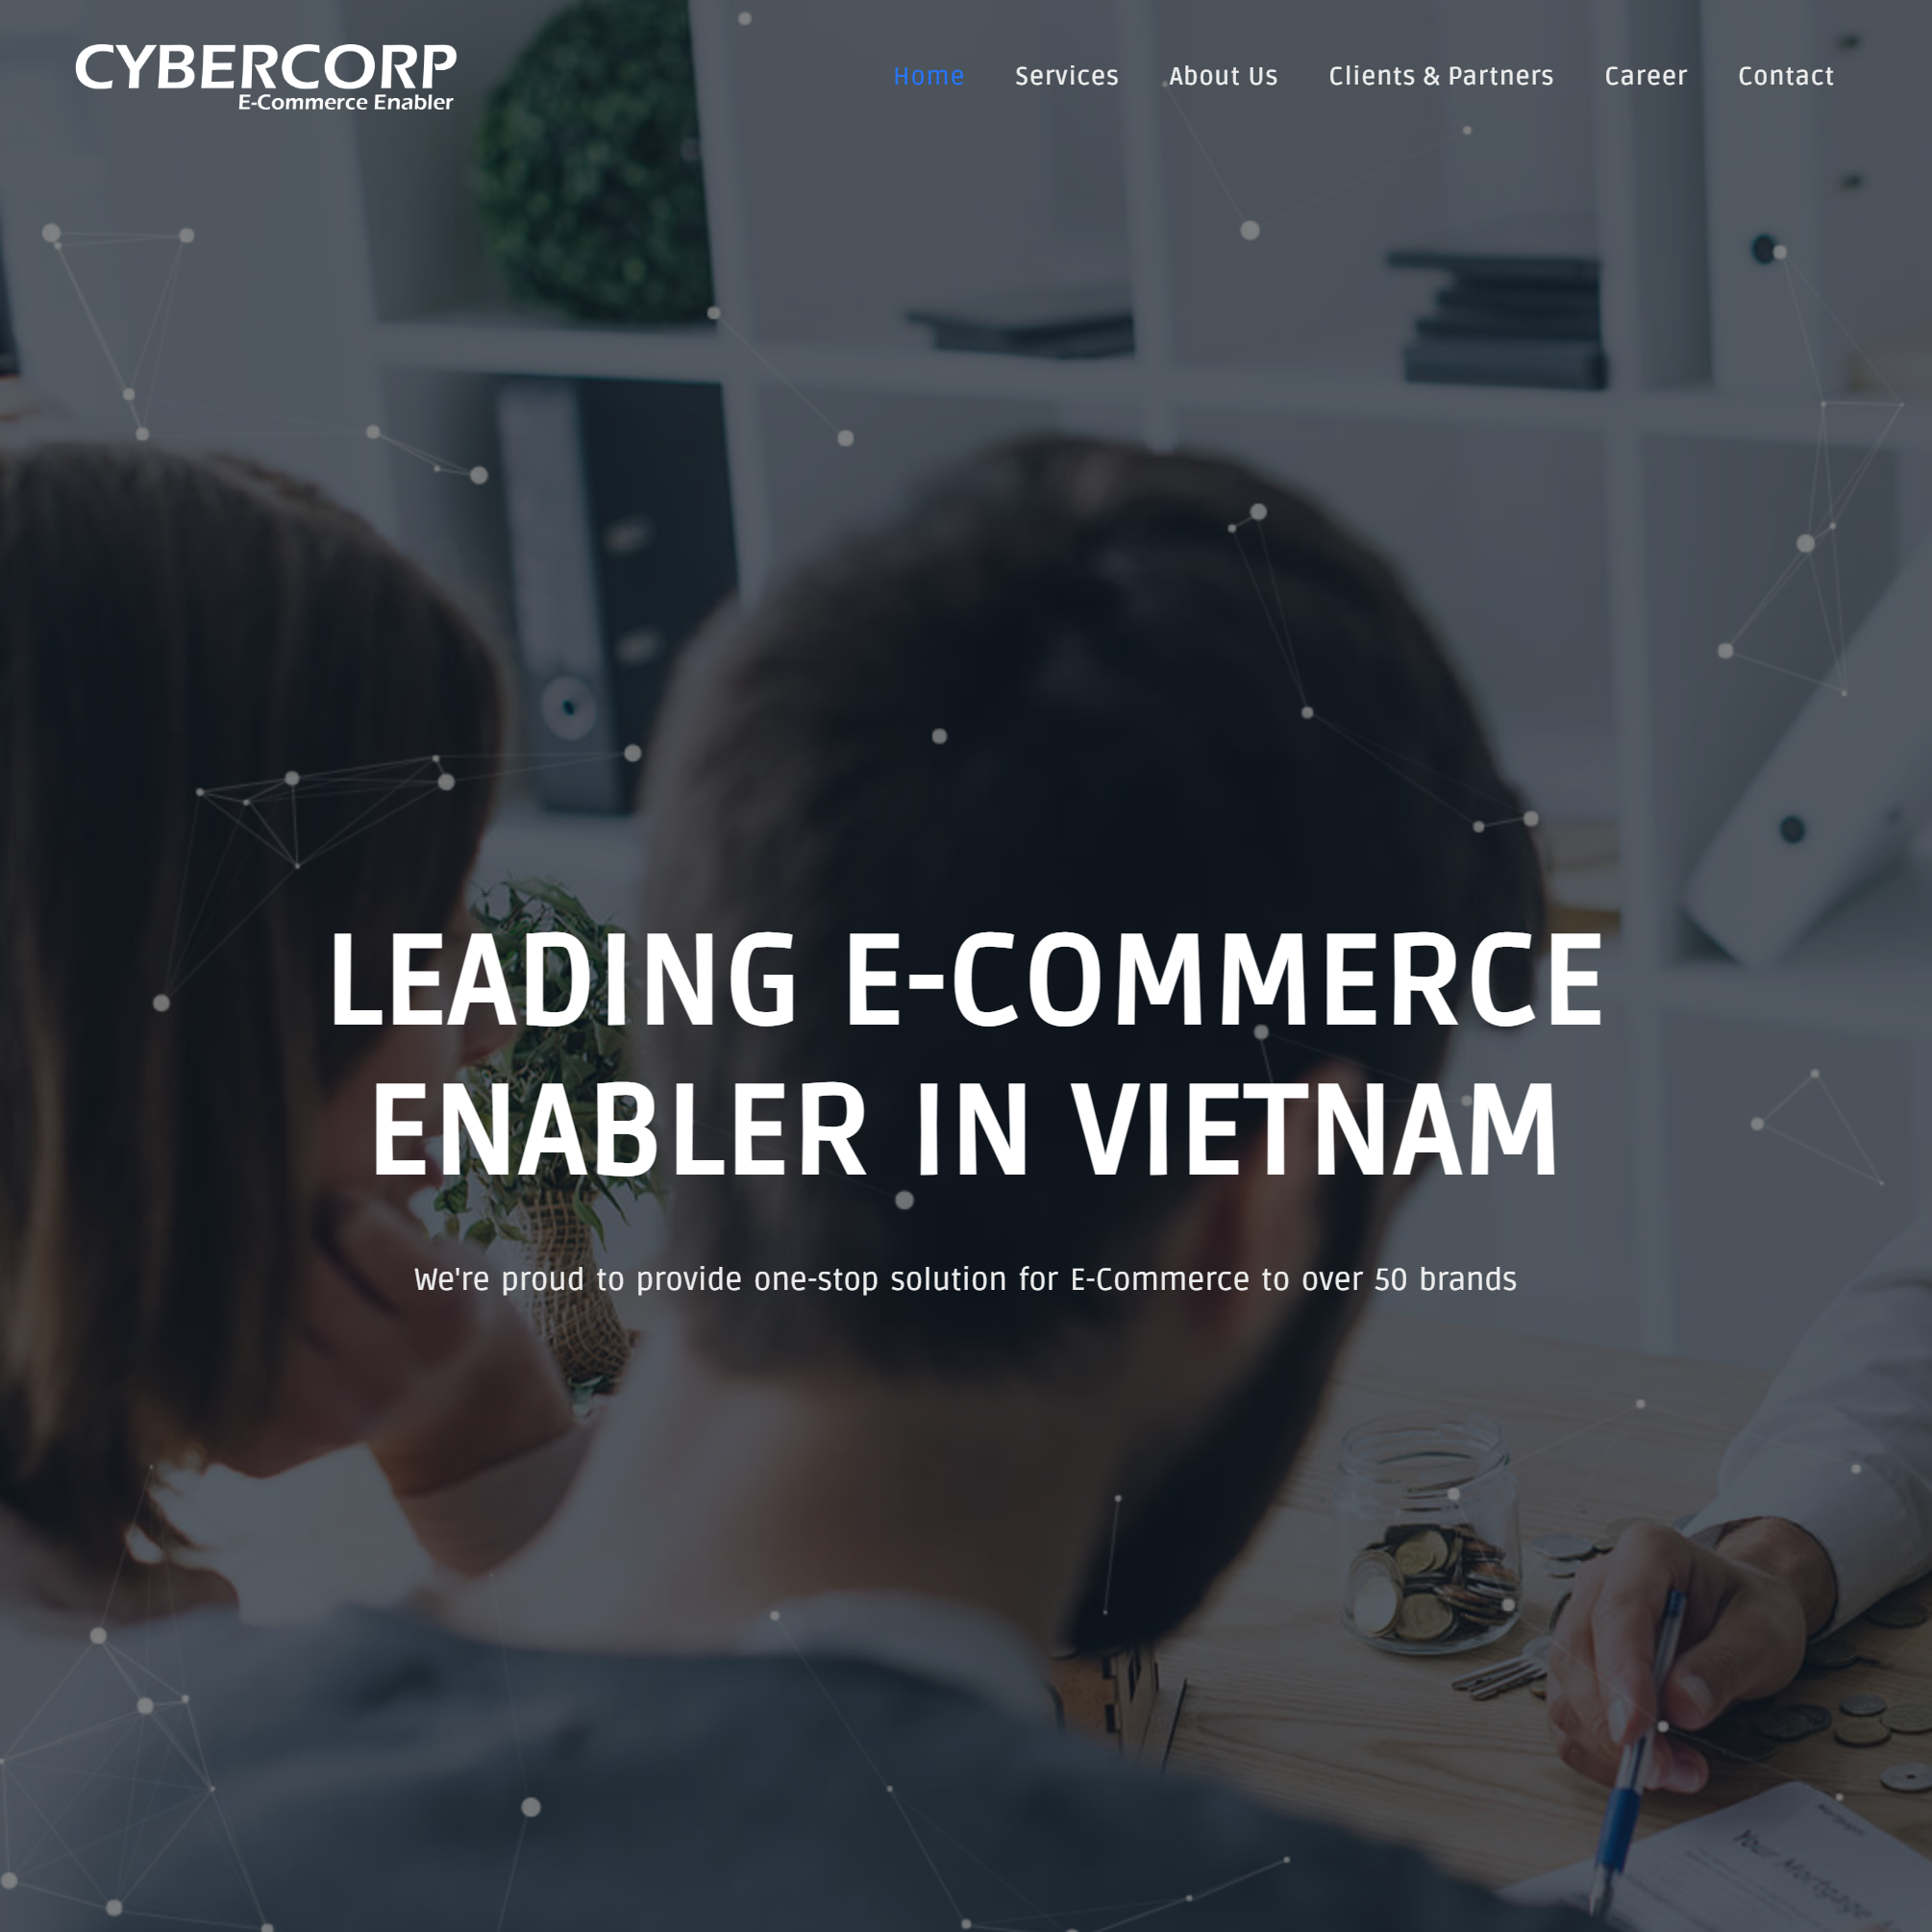 CYBERCORP
E-Commerce Enabler
Home Services About Us Clients & Partners Career Contact
LEADING E-COMMERCE
ENABLER IN VIETNAM
We're proud to provide one-stop solution for E-Commerce to over 50 brands
Your Mortgage